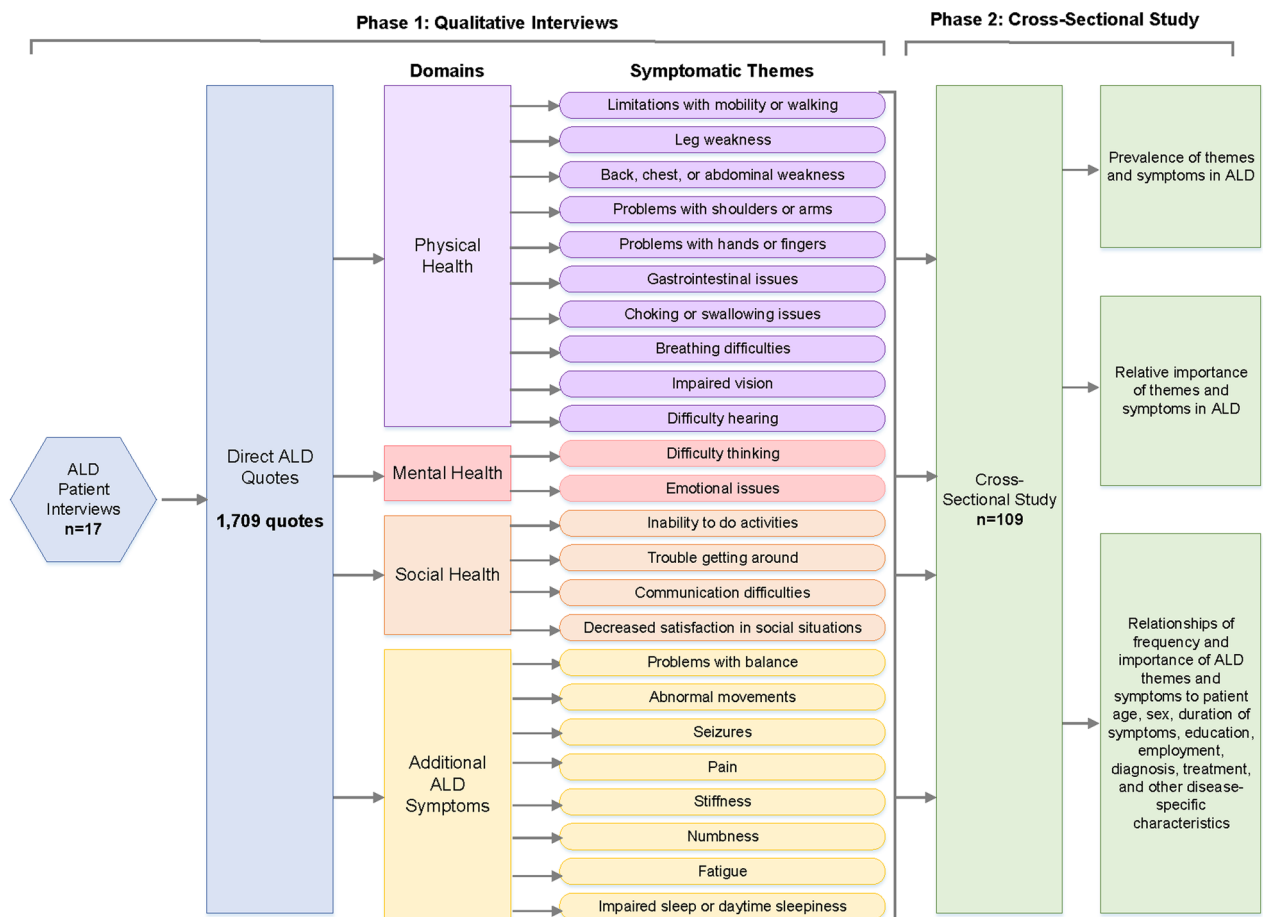 Phase 1: Qualitative Interviews
Phase 2: Cross-Sectional Study
Domains
Symptomatic Themes
ALD
Patient
Interviews
n=17
Direct ALD
Quotes
1,709 quotes
Physical
Health
Limitations with mobility or walking
Leg weakness
Back, chest, or abdominal weakness
Problems with shoulders or arms
Problems with hands or fingers
Gastrointestinal issues
Choking or swallowing issues
Breathing difficulties
Impaired vision
Difficulty hearing
Mental Health
Difficulty thinking
Emotional issues
Social Health
Inability to do activities
Trouble getting around
Communication difficulties
Decreased satisfaction in social situations
Additional
ALD
Symptoms
Problems with balance
Abnormal movements
Seizures
Pain
Stiffness
Numbness
Fatigue
Impaired sleep or daytime sleepiness
Cross-
Sectional Study
n=109
Prevalence of themes
and symptoms in ALD
Relative importance
of themes and
symptoms in ALD
Relationships of
frequency and
importance of ALD
themes and
symptoms to patient
age, sex, duration of
symptoms, education,
employment,
diagnosis, treatment,
and other disease-
specific
characteristics